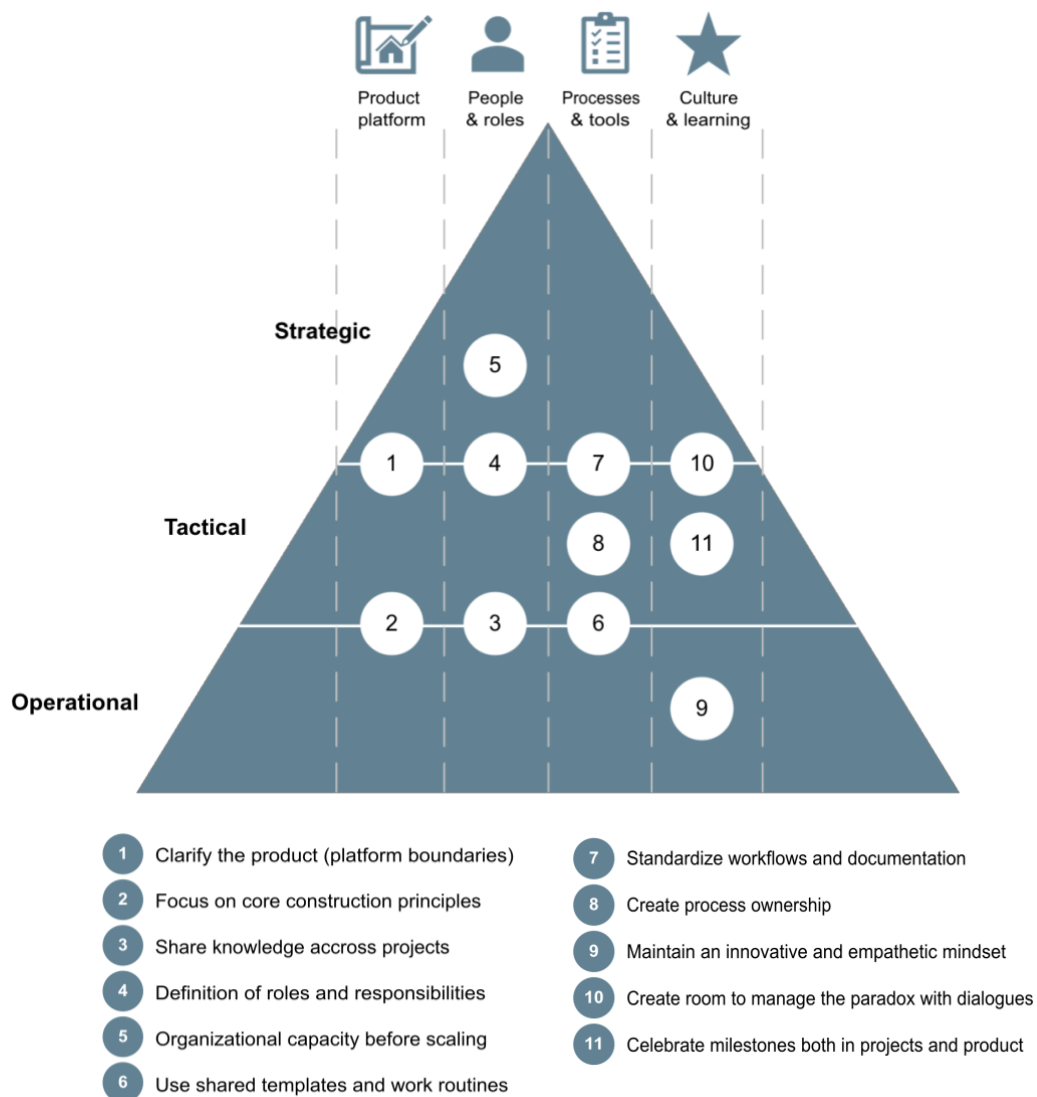 Product
platform
People
& roles
Processes
& tools
Culture
& learning
Strategic
5
1
4
7
10
Tactical
8
11
2
3
6
Operational
9
1 Clarify the product (platform boundaries)
2 Focus on core construction principles
3 Share knowledge accross projects
4 Definition of roles and responsibilities
5 Organizational capacity before scaling
6 Use shared templates and work routines
7 Standardize workflows and documentation
8 Create process ownership
9 Maintain an innovative and empathetic mindset
10 Create room to manage the paradox with dialogues
11 Celebrate milestones both in projects and product